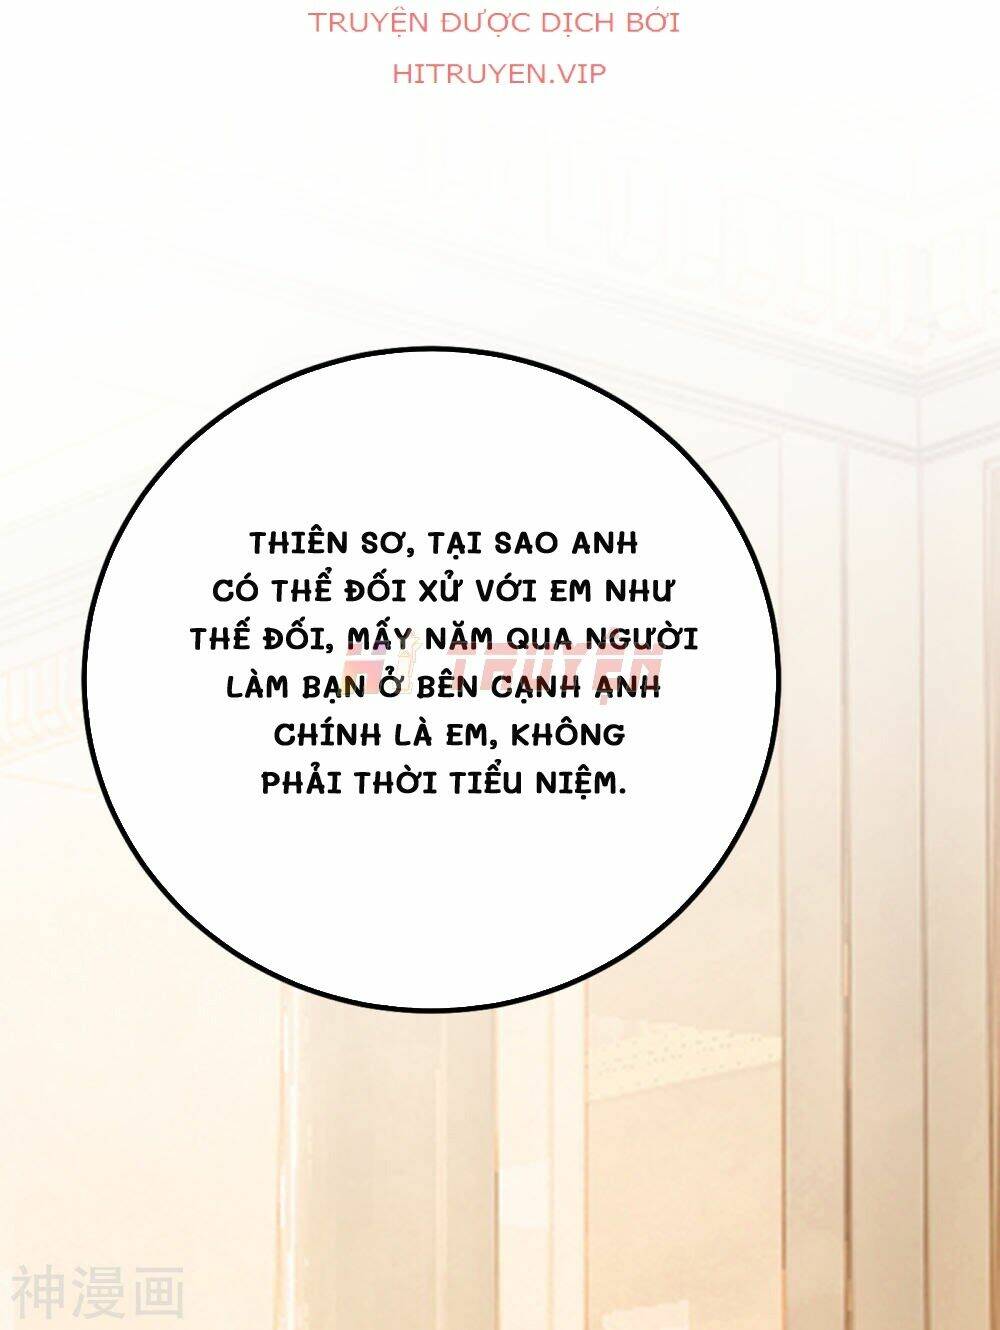 TRUYỆN ĐƯỢC DỊCH BỞI
HITRUYEN.VIP
THIÊN SƠ, TẠI SAO ANH
CÓ THỂ ĐỐI XỬ VỚI EM NHƯ
THẾ ĐỐI, MẤY NĂM QUA NGƯỜI
LÀM BẠN Ở BÊN CẠNH ANH
CHÍNH LÀ EM, KHÔNG
PHẢI THỜI TIỂU NIỆM.
HI TRUYỆN
神漫画